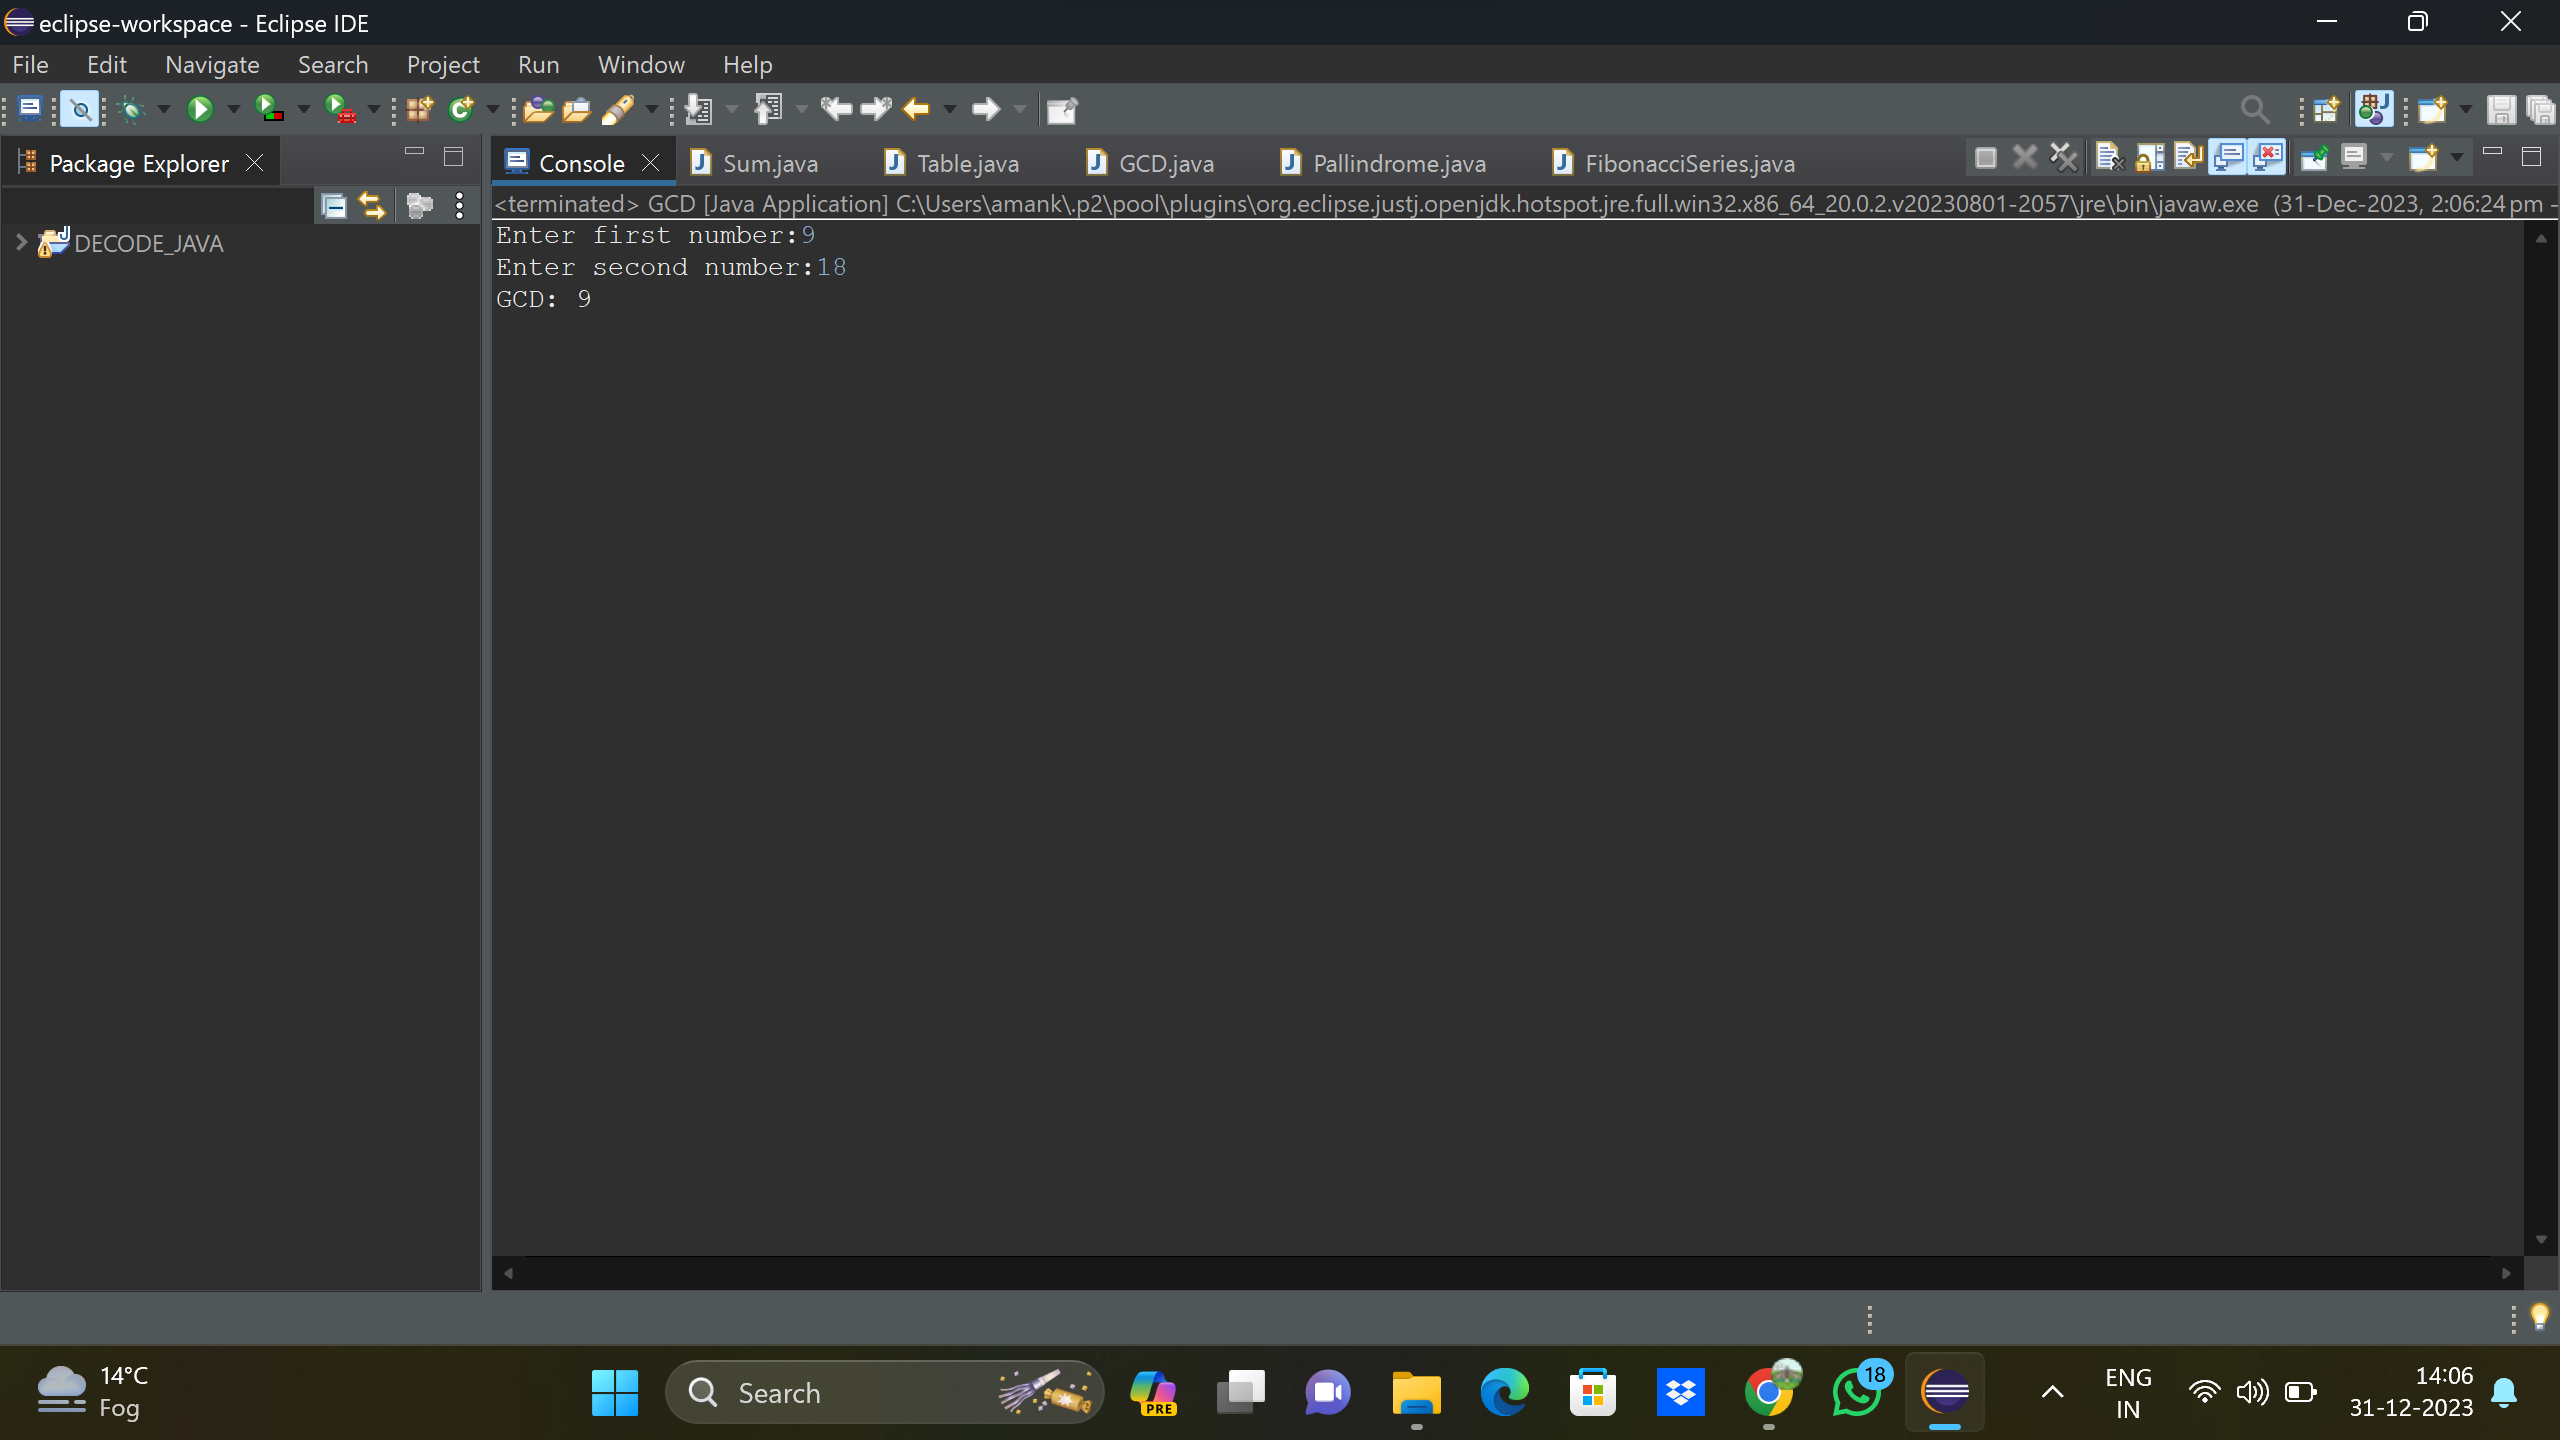 eclipse-workspace - Eclipse IDE
File Edit Navigate Search Project Run Window Help
Package Explorer
Console Sum.java Table.java GCD.java Pallindrome.java FibonacciSeries.java
<terminated> GCD [Java Application] C:\Users\amank\.p2\pool\plugins\org.eclipse.justj.openjdk.hotspot.jre.full.win32.x86_64_20.0.2.v20230801-2057\jre\bin\javaw.exe (31-Dec-2023, 2:06:24 pm -
DECODE_JAVA
Enter first number:9
Enter second number:18
GCD: 9
14°C
Fog
Search
PRE
18
ENG
IN
14:06
31-12-2023